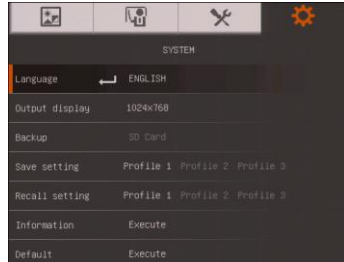 SYSTEM
Language ENGLISH
Output display 1024x768
Backup SD Card
Save setting Profile 1 Profile 2 Profile 3
Recall setting Profile 1 Profile 2 Profile 3
Information Execute
Default Execute